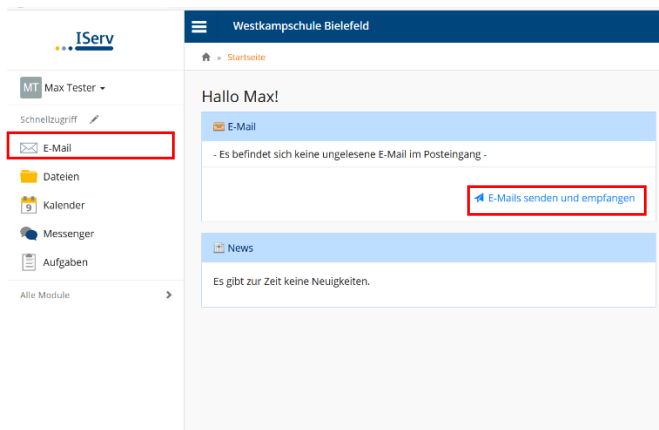 IServ
MT Max Tester
Schnellzugriff
E-Mail
Dateien
9 Kalender
Messenger
Aufgaben
Alle Module
Westkampschule Bielefeld
» Startseite
Hallo Max!
E-Mail
- Es befindet sich keine ungelesene E-Mail im Posteingang -
E-Mails senden und empfangen
News
Es gibt zur Zeit keine Neuigkeiten.